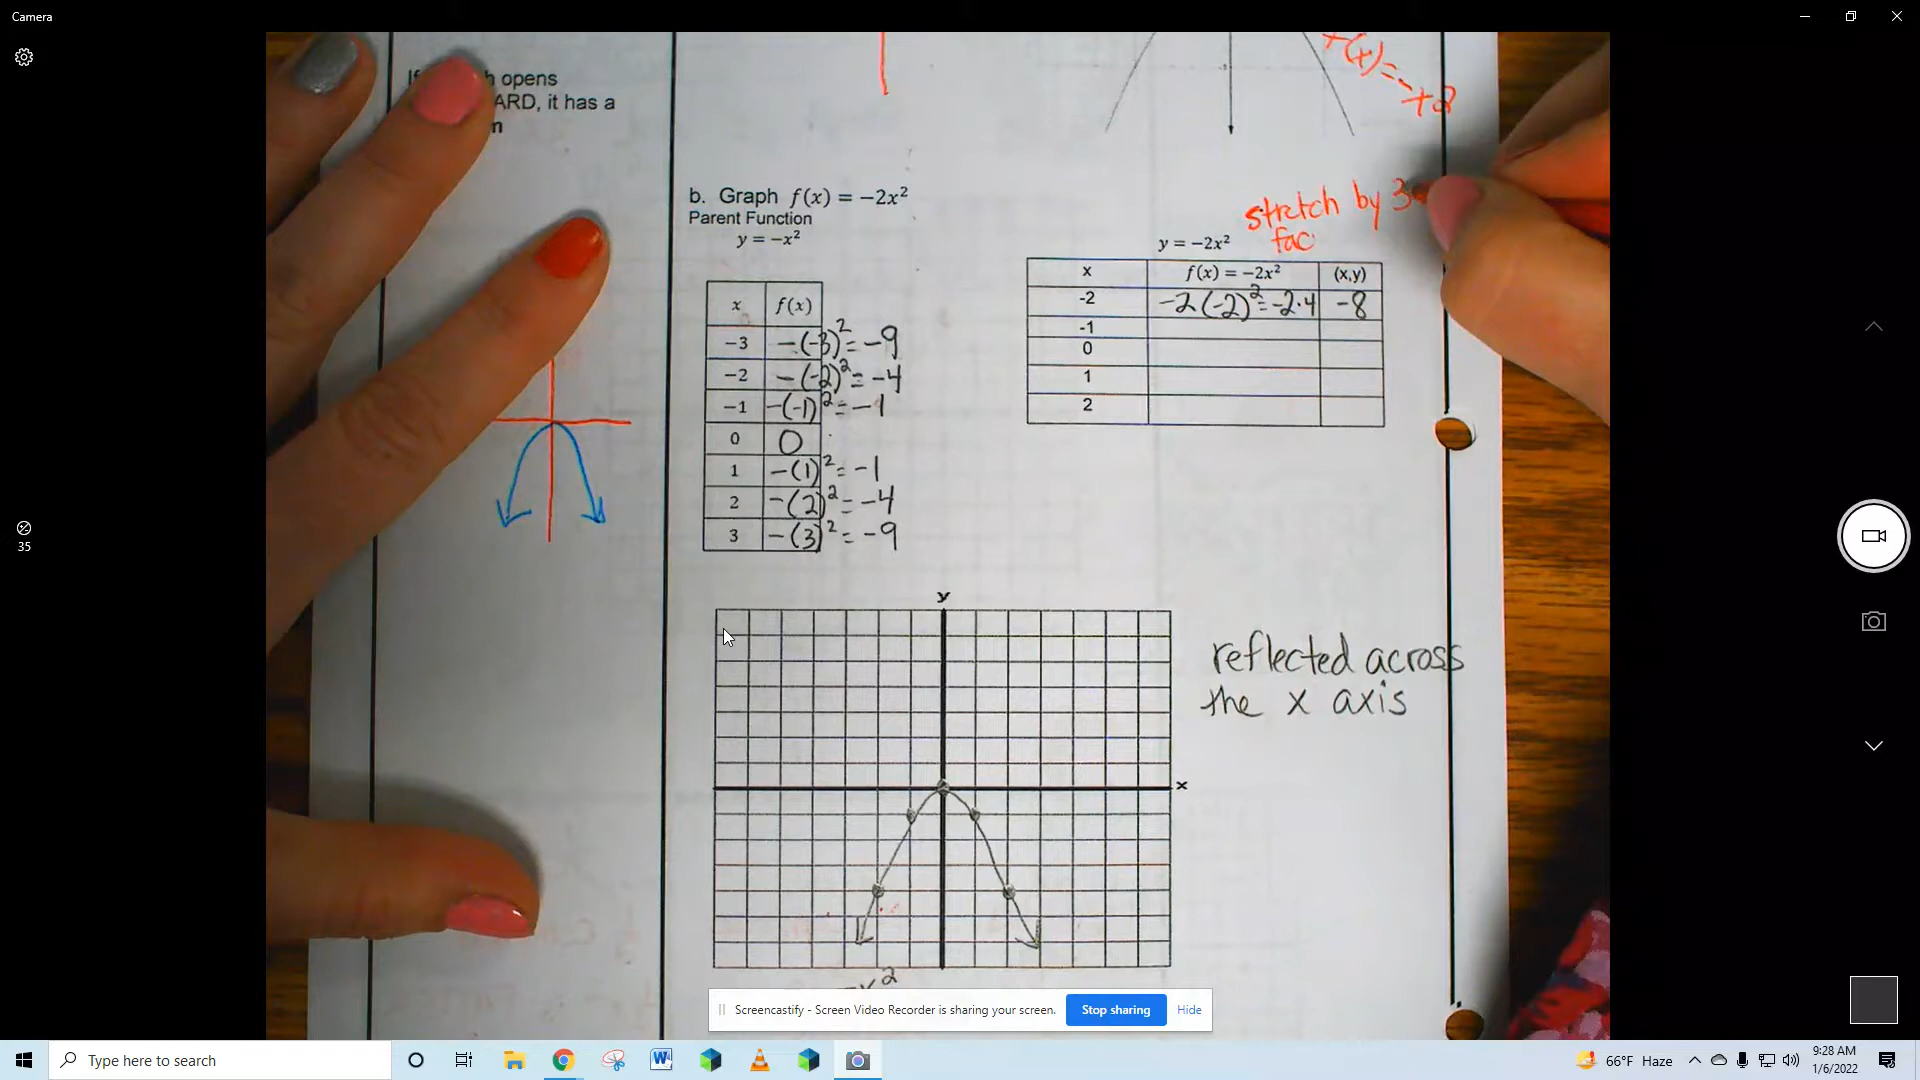 Camera
opens
ARD, it has a
b. Graph f(x) = −2x²
Parent Function
y = −x²
x f(x)
−3 −(−3)² = −9
−2 −(−2)² = −4
−1 −(−1)² = −1
0 0
1 −(1)² = −1
2 −(2)² = −4
3 −(3)² = −9
stretch by 3
fac
y = −2x²
x f(x) = −2x² (x,y)
-2 −2(−2)² = −2·4 −8
-1
0
1
2
y
x
reflected across
the x axis
35
Screencastify - Screen Video Recorder is sharing your screen. Stop sharing Hide
Type here to search
66°F Haze
9:28 AM
1/6/2022